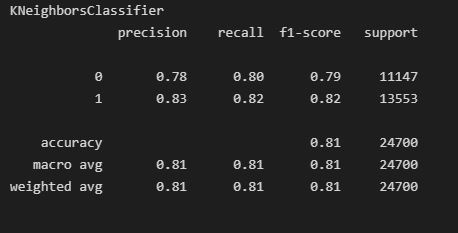 KNeighborsClassifier
precision recall f1-score support
0 0.78 0.80 0.79 11147
1 0.83 0.82 0.82 13553
accuracy 0.81 24700
macro avg 0.81 0.81 0.81 24700
weighted avg 0.81 0.81 0.81 24700